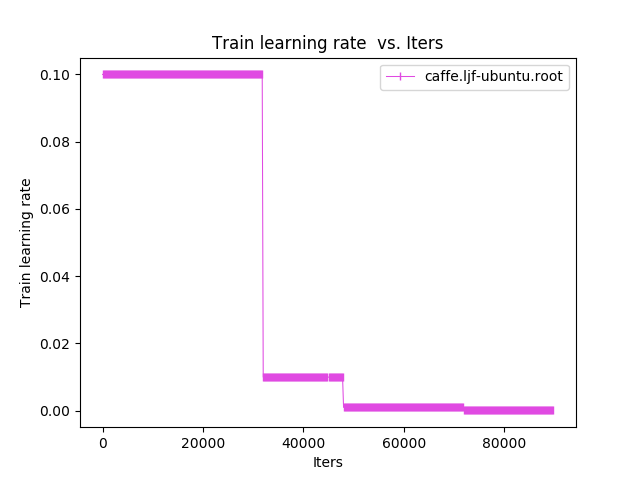 Train learning rate  vs. Iters
caffe.ljf-ubuntu.root
Train learning rate
0.10
0.08
0.06
0.04
0.02
0.00
0
20000
40000
60000
80000
Iters